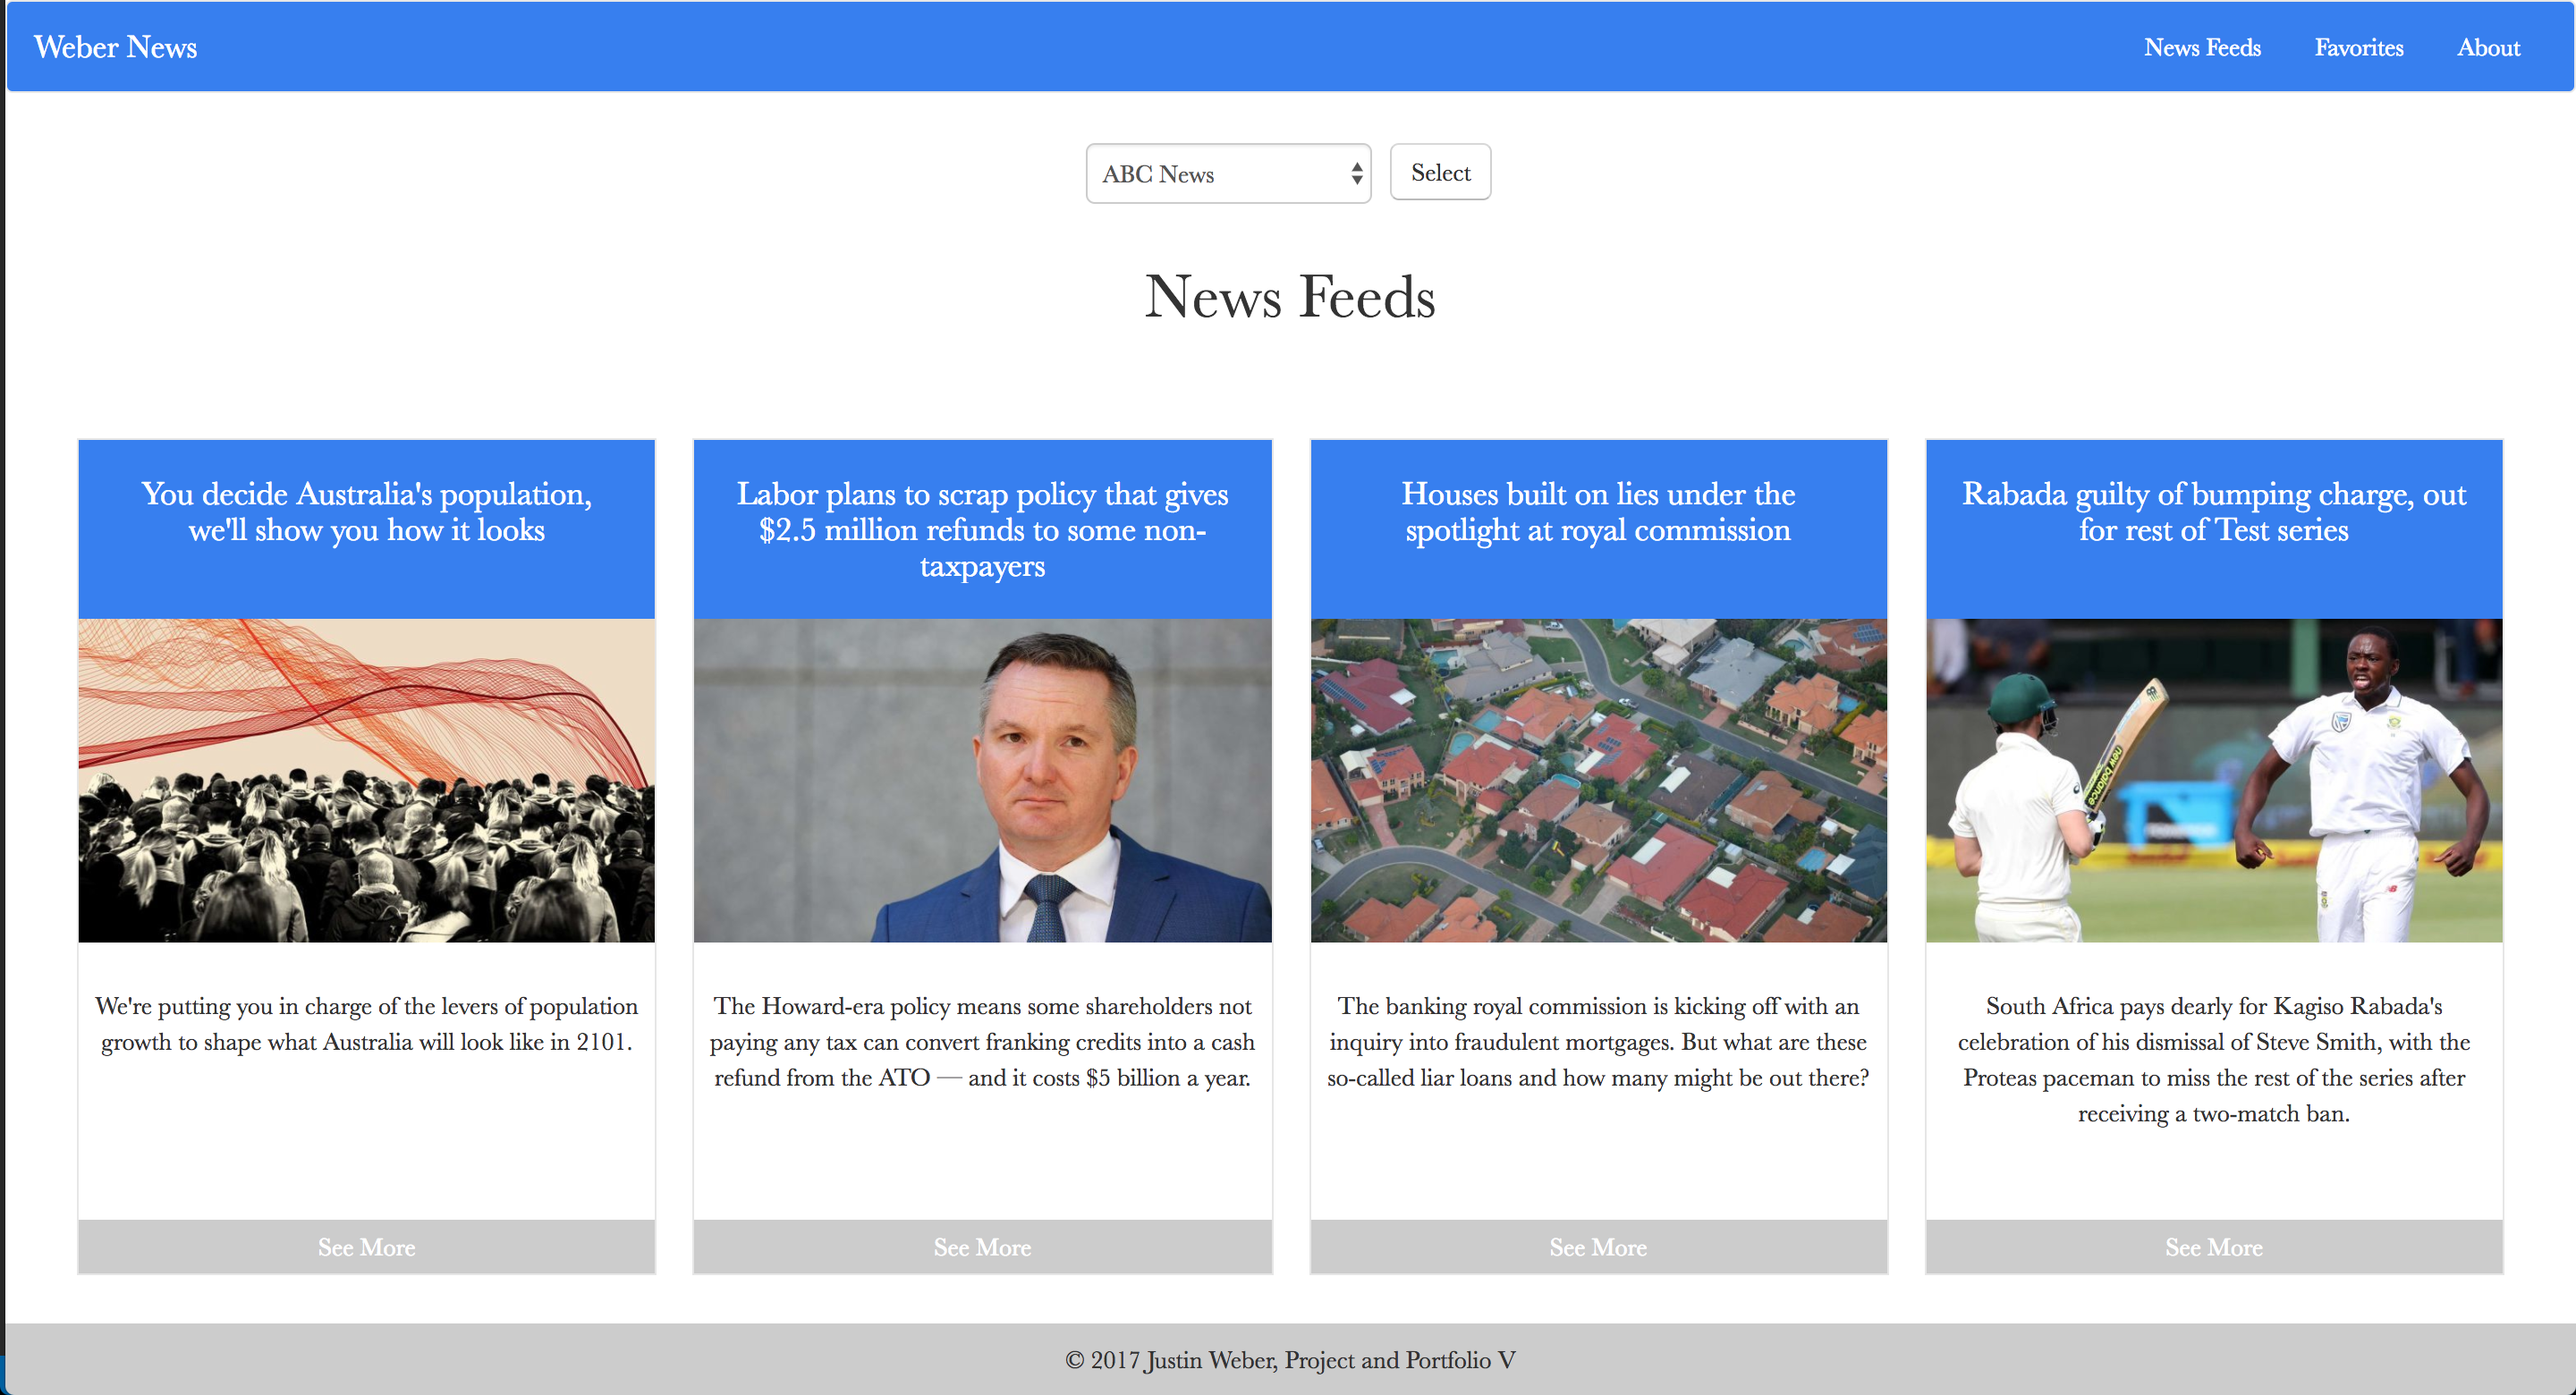 Weber News
News Feeds
Favorites
About
ABC News
Select
News Feeds
You decide Australia's population,
we'll show you how it looks
We're putting you in charge of the levers of population
growth to shape what Australia will look like in 2101.
See More
Labor plans to scrap policy that gives
$2.5 million refunds to some non-
taxpayers
The Howard-era policy means some shareholders not
paying any tax can convert franking credits into a cash
refund from the ATO — and it costs $5 billion a year.
See More
Houses built on lies under the
spotlight at royal commission
The banking royal commission is kicking off with an
inquiry into fraudulent mortgages. But what are these
so-called liar loans and how many might be out there?
See More
Rabada guilty of bumping charge, out
for rest of Test series
new balance
South Africa pays dearly for Kagiso Rabada's
celebration of his dismissal of Steve Smith, with the
Proteas paceman to miss the rest of the series after
receiving a two-match ban.
See More
© 2017 Justin Weber, Project and Portfolio V